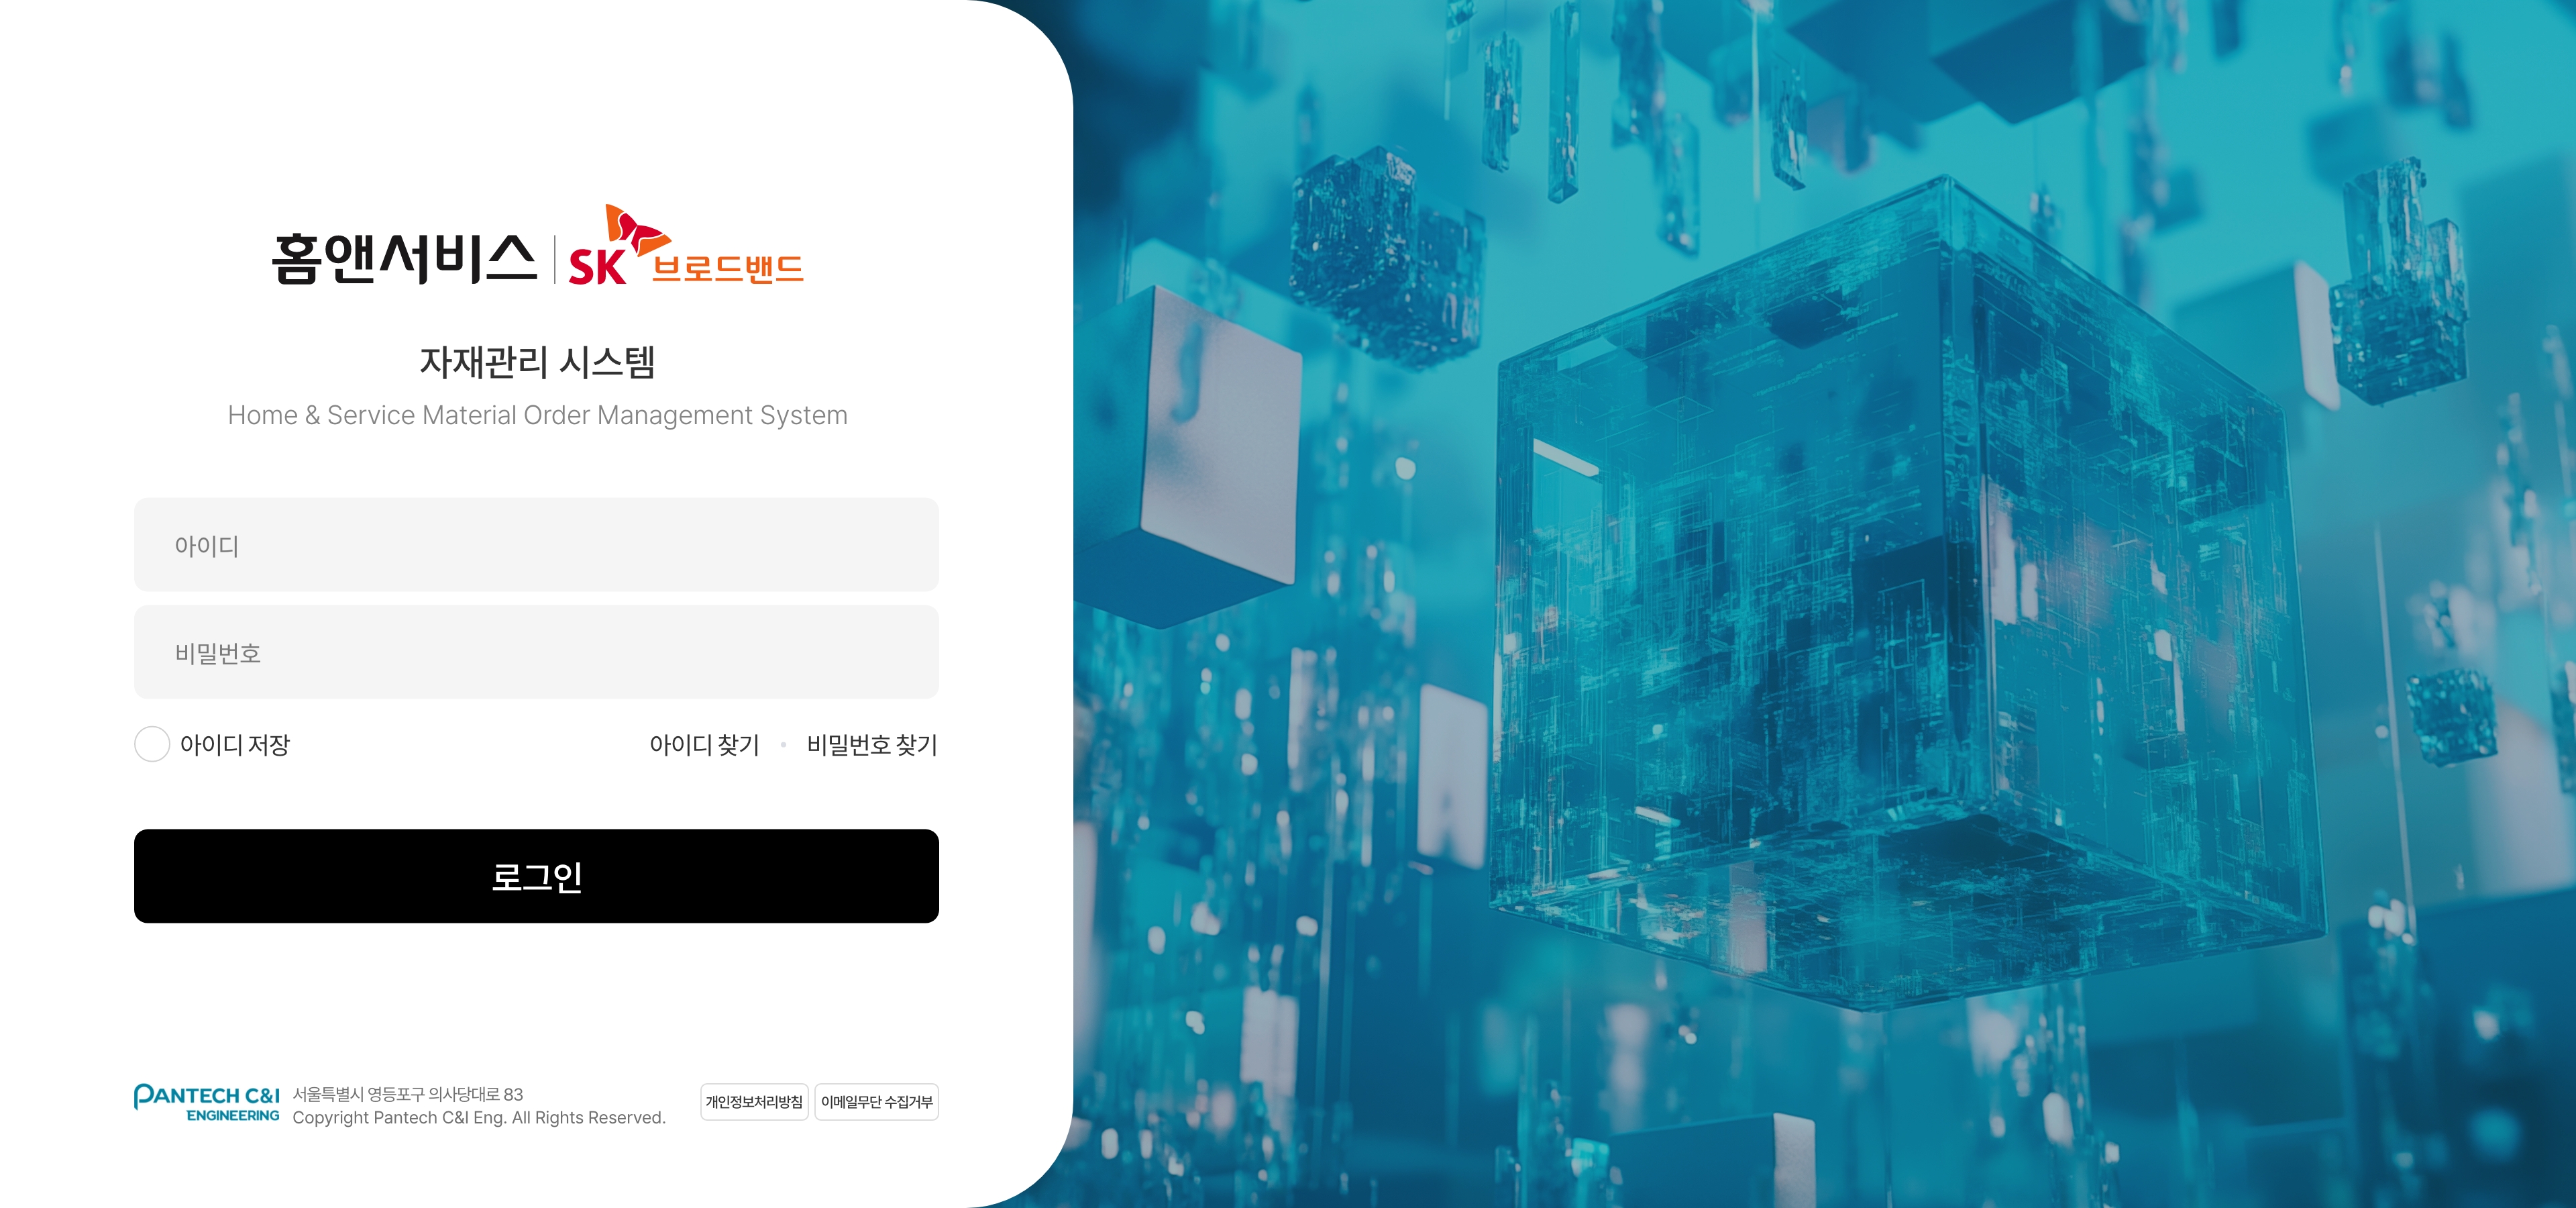 홈앤서비스 SK 브로드밴드
자재관리 시스템
Home & Service Material Order Management System
아이디
비밀번호
아이디 저장 아이디 찾기 • 비밀번호 찾기
로그인
PANTECH C&I
ENGINEERING
서울특별시 영등포구 의사당대로 83
Copyright Pantech C&I Eng. All Rights Reserved.
개인정보처리방침 이메일무단 수집거부